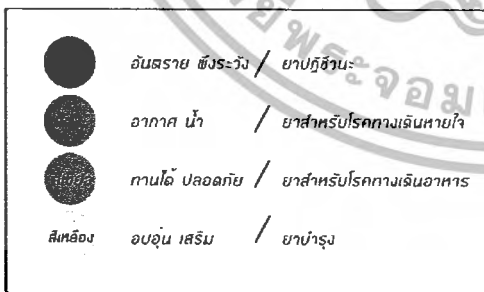 อันตราย พึงระวัง / ยาปฏิชีวนะ
อากาศ น้ำ / ยาสำหรับโรคทางเดินหายใจ
ทานได้ ปลอดภัย / ยาสำหรับโรคทางเดินอาหาร
สีเหลือง อบอุ่น เสริม / ยาบำรุง